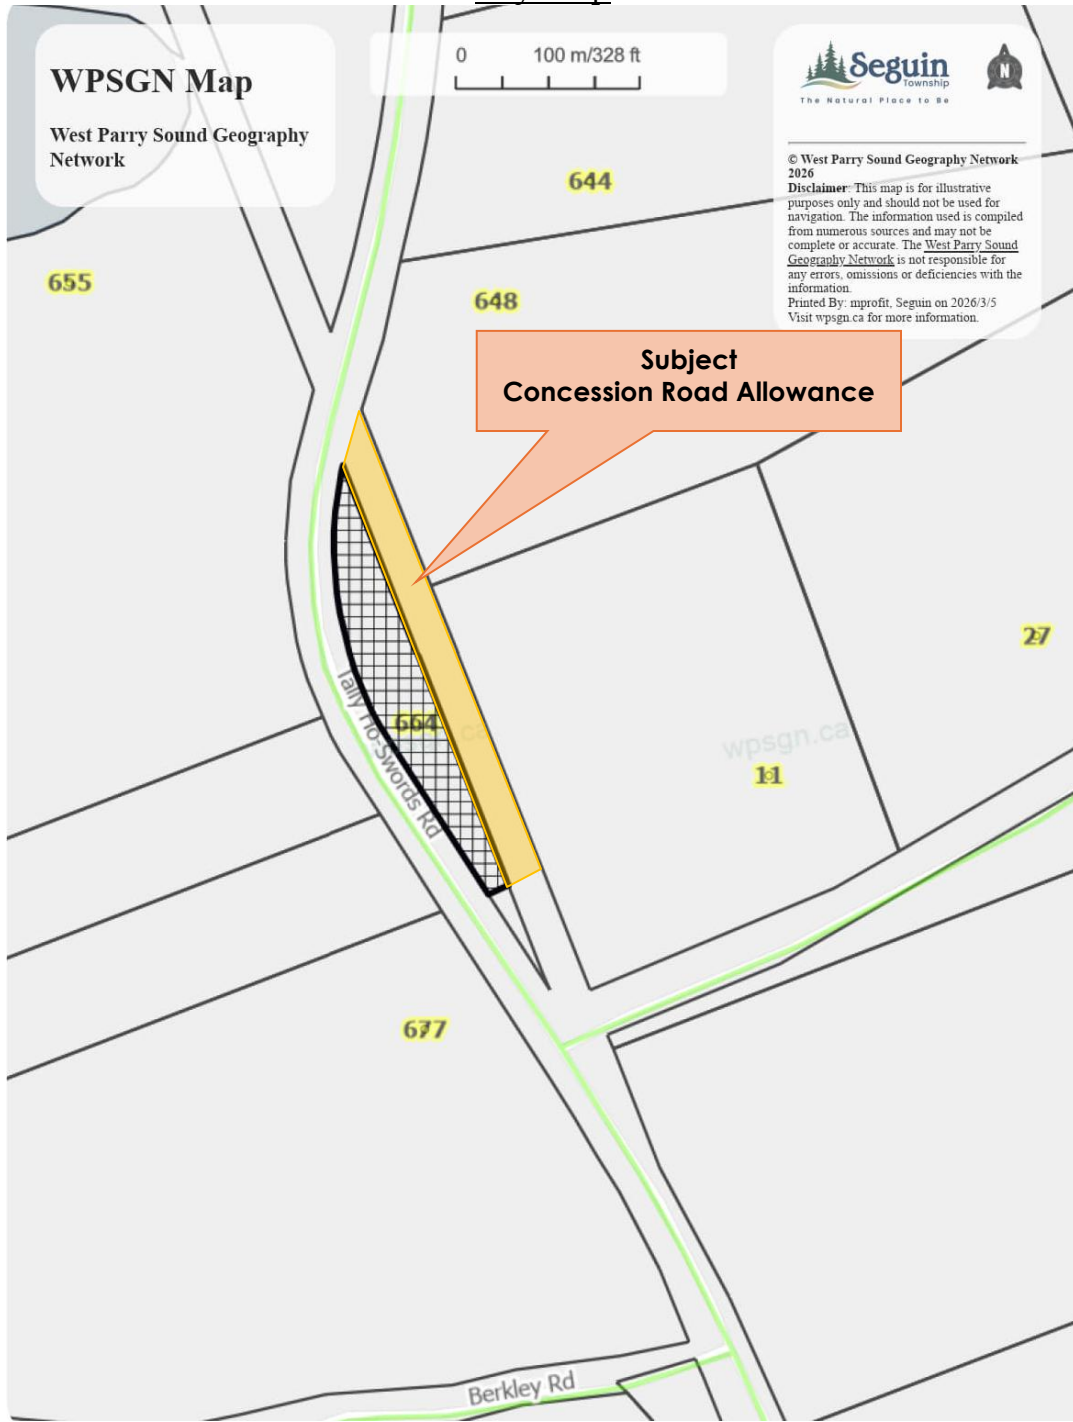 WPSGN Map
West Parry Sound Geography
Network
0 100 m/328 ft
Seguin
Township
The Natural Place to Be
N
© West Parry Sound Geography Network
2026
Disclaimer: This map is for illustrative
purposes only and should not be used for
navigation. The information used is compiled
from numerous sources and may not be
complete or accurate. The West Parry Sound
Geography Network is not responsible for
any errors, omissions or deficiencies with the
information.
Printed By: mprofit, Seguin on 2026/3/5
Visit wpsgn.ca for more information.
644
655
648
Subject
Concession Road Allowance
27
Tally Ho-Swords Rd
664
wpsgn.ca
wpsgn.ca
11
677
Berkley Rd